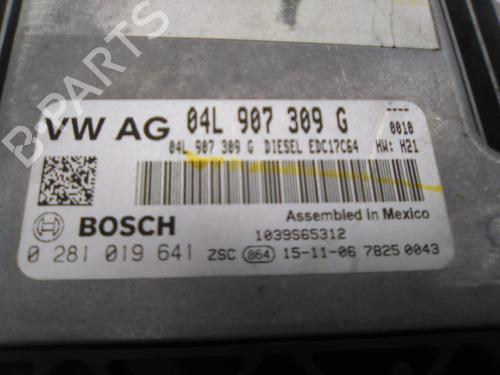 B-PARTS
VW AG 04L 907 309 G ----
04L 907 309 G DIESEL EDC17C64 0010
HW: H21
BOSCH Assembled in Mexico
1039S65312
0 281 019 641 ZSC 864 15-11-06 7825 0043